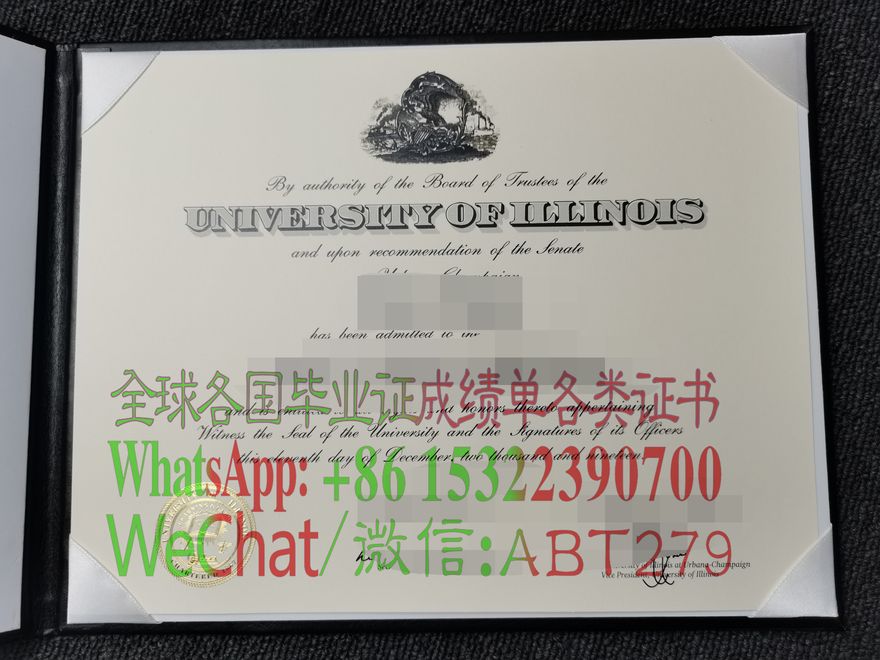 By authority of the Board of Trustees of the
UNIVERSITY OF ILLINOIS
and upon recommendation of the Senate
has been admitted to the
全球各国毕业证成绩单各类证书
and is honors thereto appertaining
Witness the Seal of the University and the Signatures of its Officers
this eleventh day of December, two thousand and nineteen.
WhatsApp: +86 15322390700
WeChat/微信:ABT279
University of Illinois at Urbana-Champaign
Vice President, University of Illinois